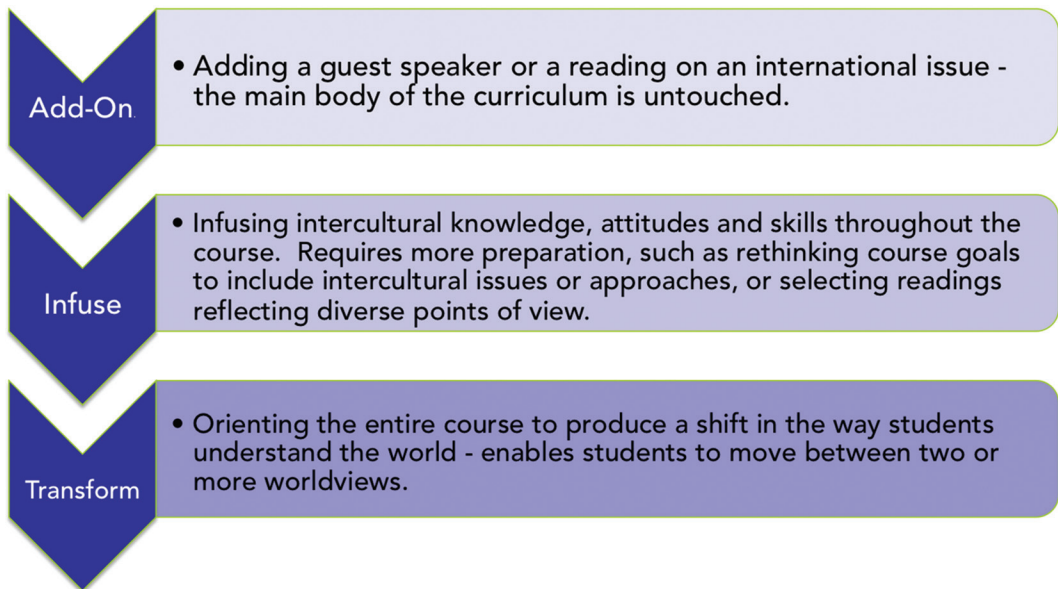 Add-On.
• Adding a guest speaker or a reading on an international issue -
the main body of the curriculum is untouched.
Infuse
• Infusing intercultural knowledge, attitudes and skills throughout the
course.  Requires more preparation, such as rethinking course goals
to include intercultural issues or approaches, or selecting readings
reflecting diverse points of view.
Transform
• Orienting the entire course to produce a shift in the way students
understand the world - enables students to move between two or
more worldviews.